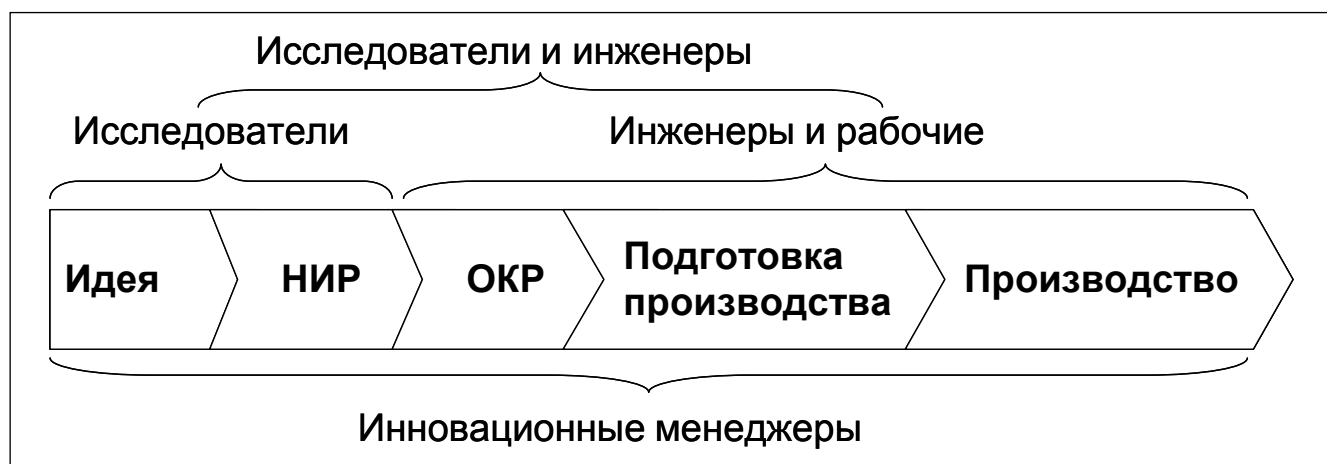 Исследователи и инженеры
Исследователи
Инженеры и рабочие
Идея
НИР
ОКР
Подготовка
производства
Производство
Инновационные менеджеры